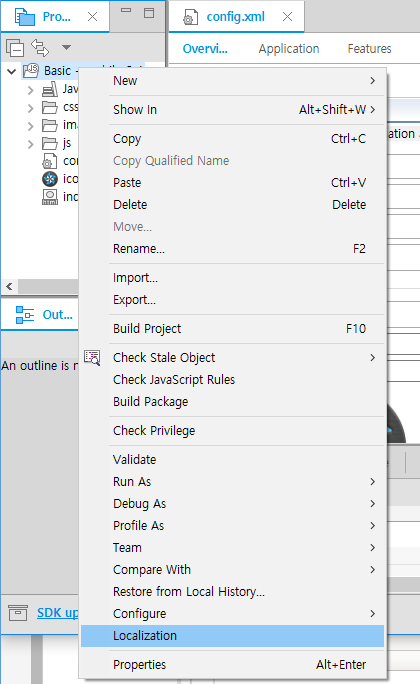 Pro...
config.xml
Overvi...
Application
Features
Basic
Jav
css
ima
js
con
ico
ind
Out...
An outline is n
SDK up
New
Show In Alt+Shift+W
Copy Ctrl+C
Copy Qualified Name
Paste Ctrl+V
Delete Delete
Move...
Rename... F2
Import...
Export...
Build Project F10
Check Stale Object
Check JavaScript Rules
Build Package
Check Privilege
Validate
Run As
Debug As
Profile As
Team
Compare With
Restore from Local History...
Configure
Localization
Properties Alt+Enter